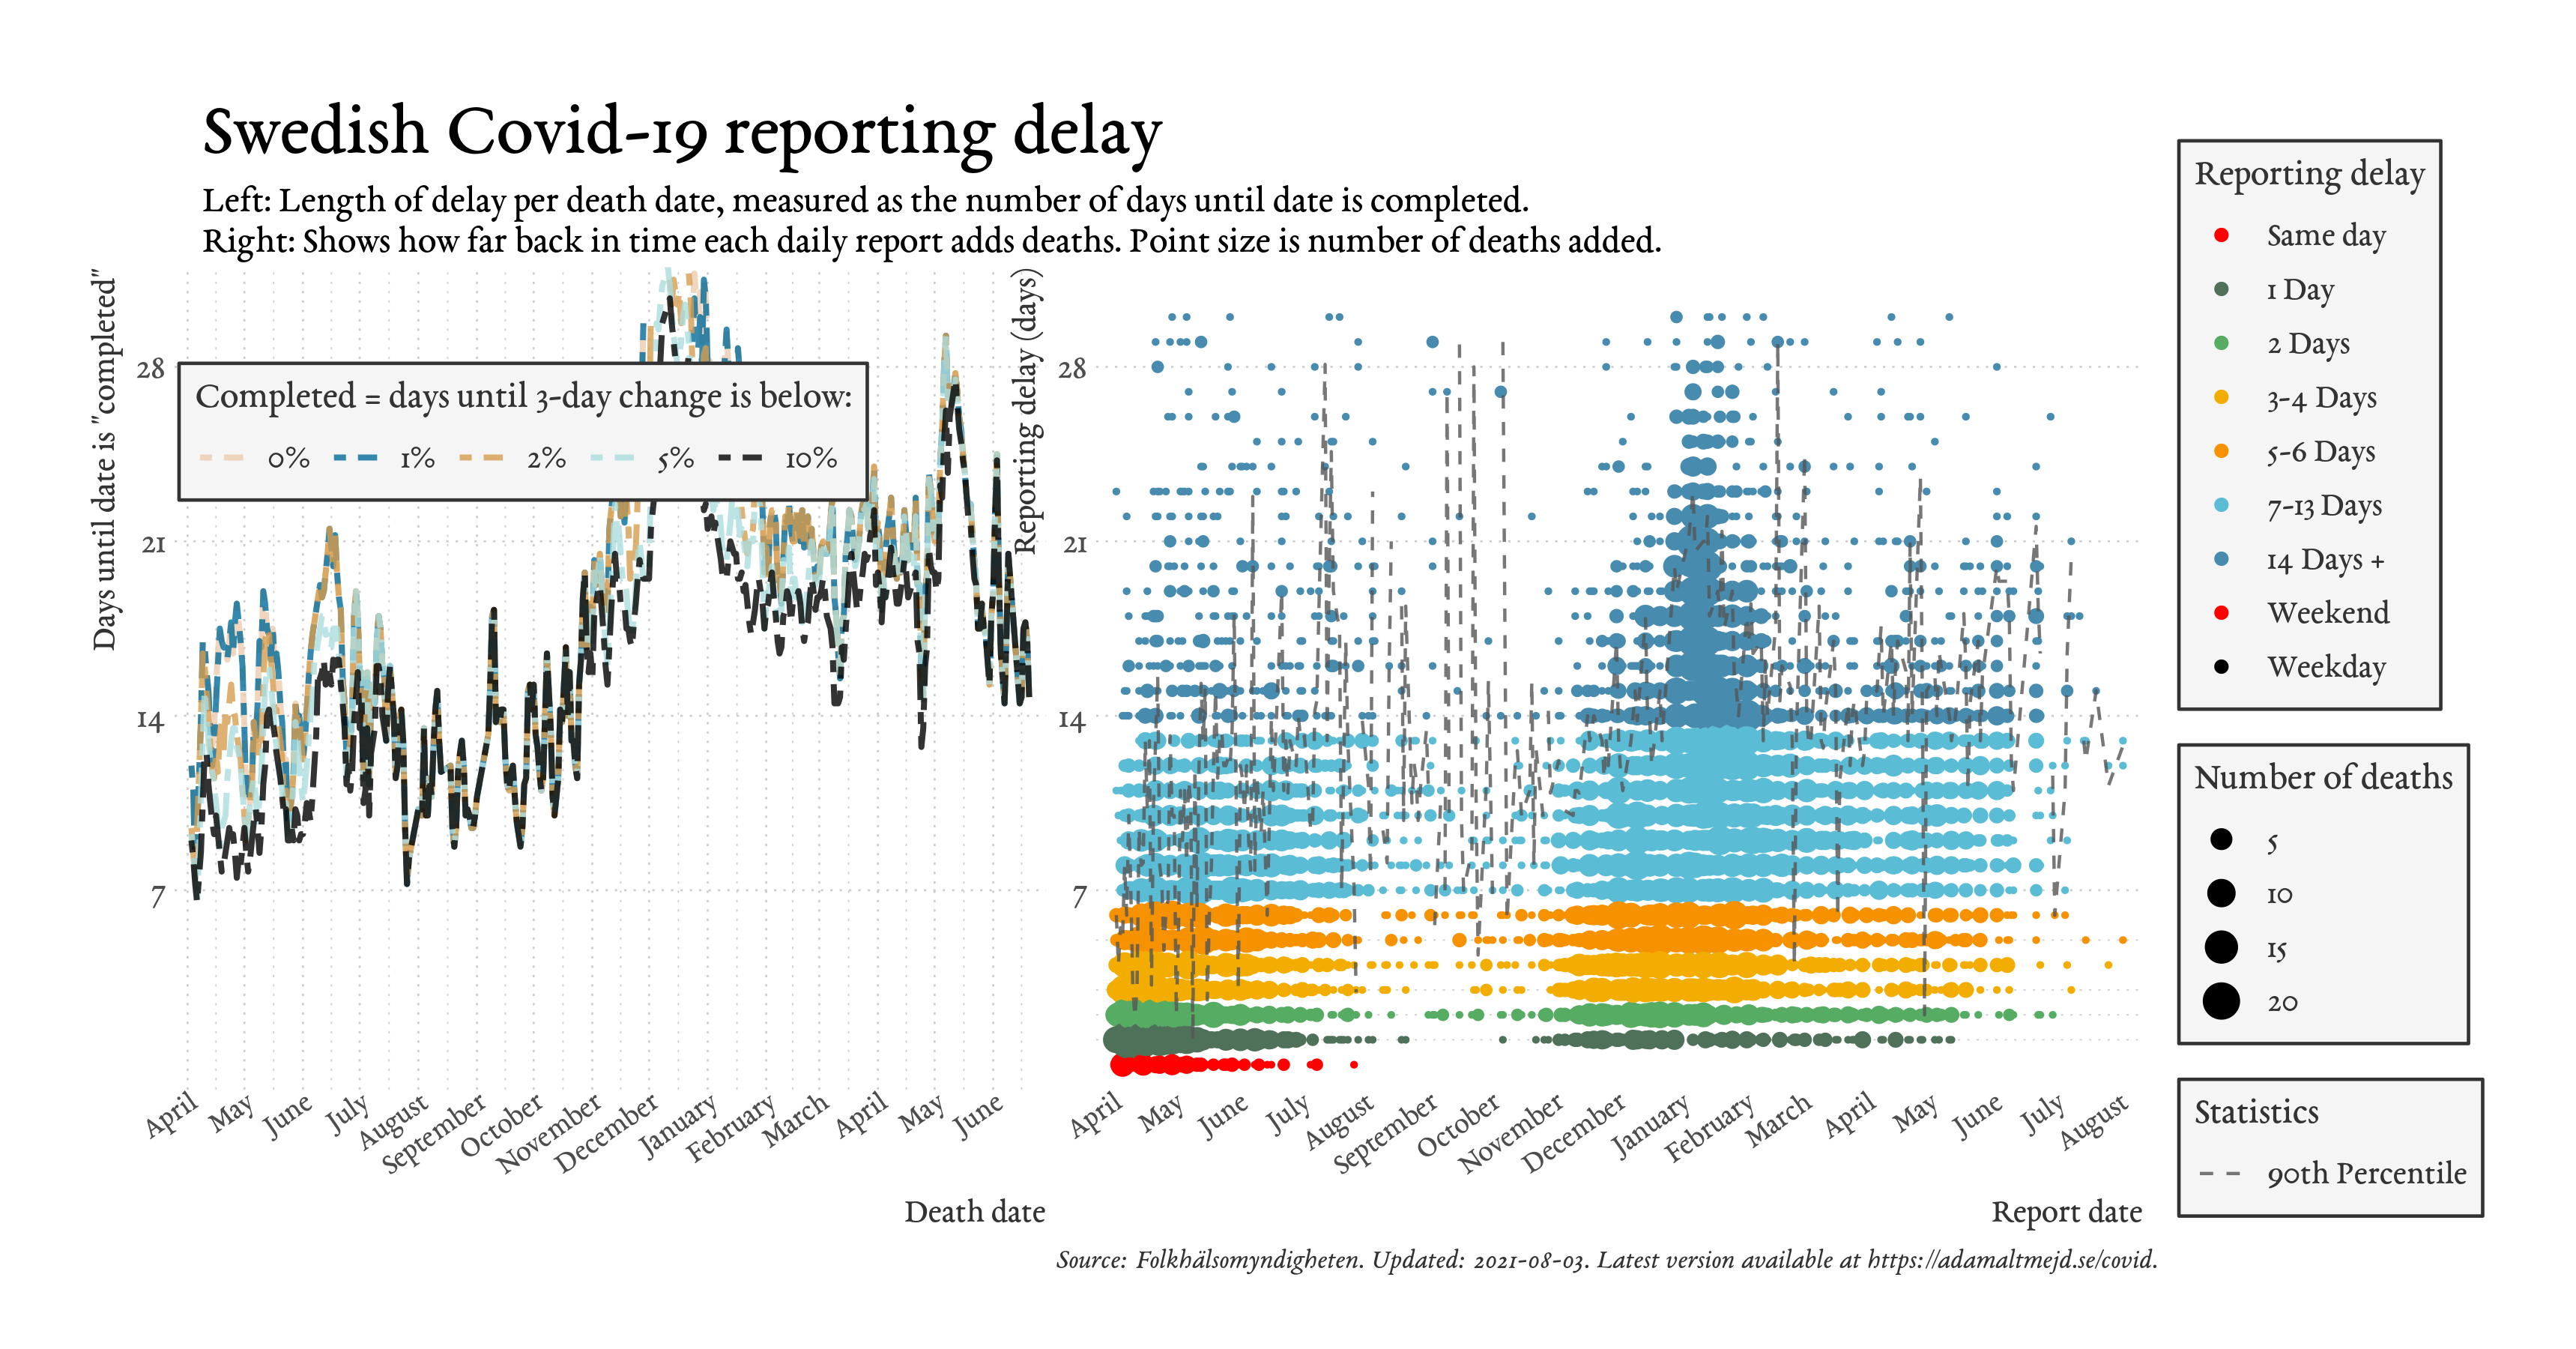 Swedish Covid-19 reporting delay
Left: Length of delay per death date, measured as the number of days until date is completed.
Right: Shows how far back in time each daily report adds deaths. Point size is number of deaths added.
Days until date is "completed"
28
21
14
7
Completed = days until 3-day change is below:
0% 1% 2% 5% 10%
April May June July August September October November December January February March April May June
Death date
Reporting delay (days)
28
21
14
7
April May June July August September October November December January February March April May June July August
Report date
Reporting delay
Same day
1 Day
2 Days
3-4 Days
5-6 Days
7-13 Days
14 Days +
Weekend
Weekday
Number of deaths
5
10
15
20
Statistics
90th Percentile
Source: Folkhälsomyndigheten. Updated: 2021-08-03. Latest version available at https://adamaltmejd.se/covid.